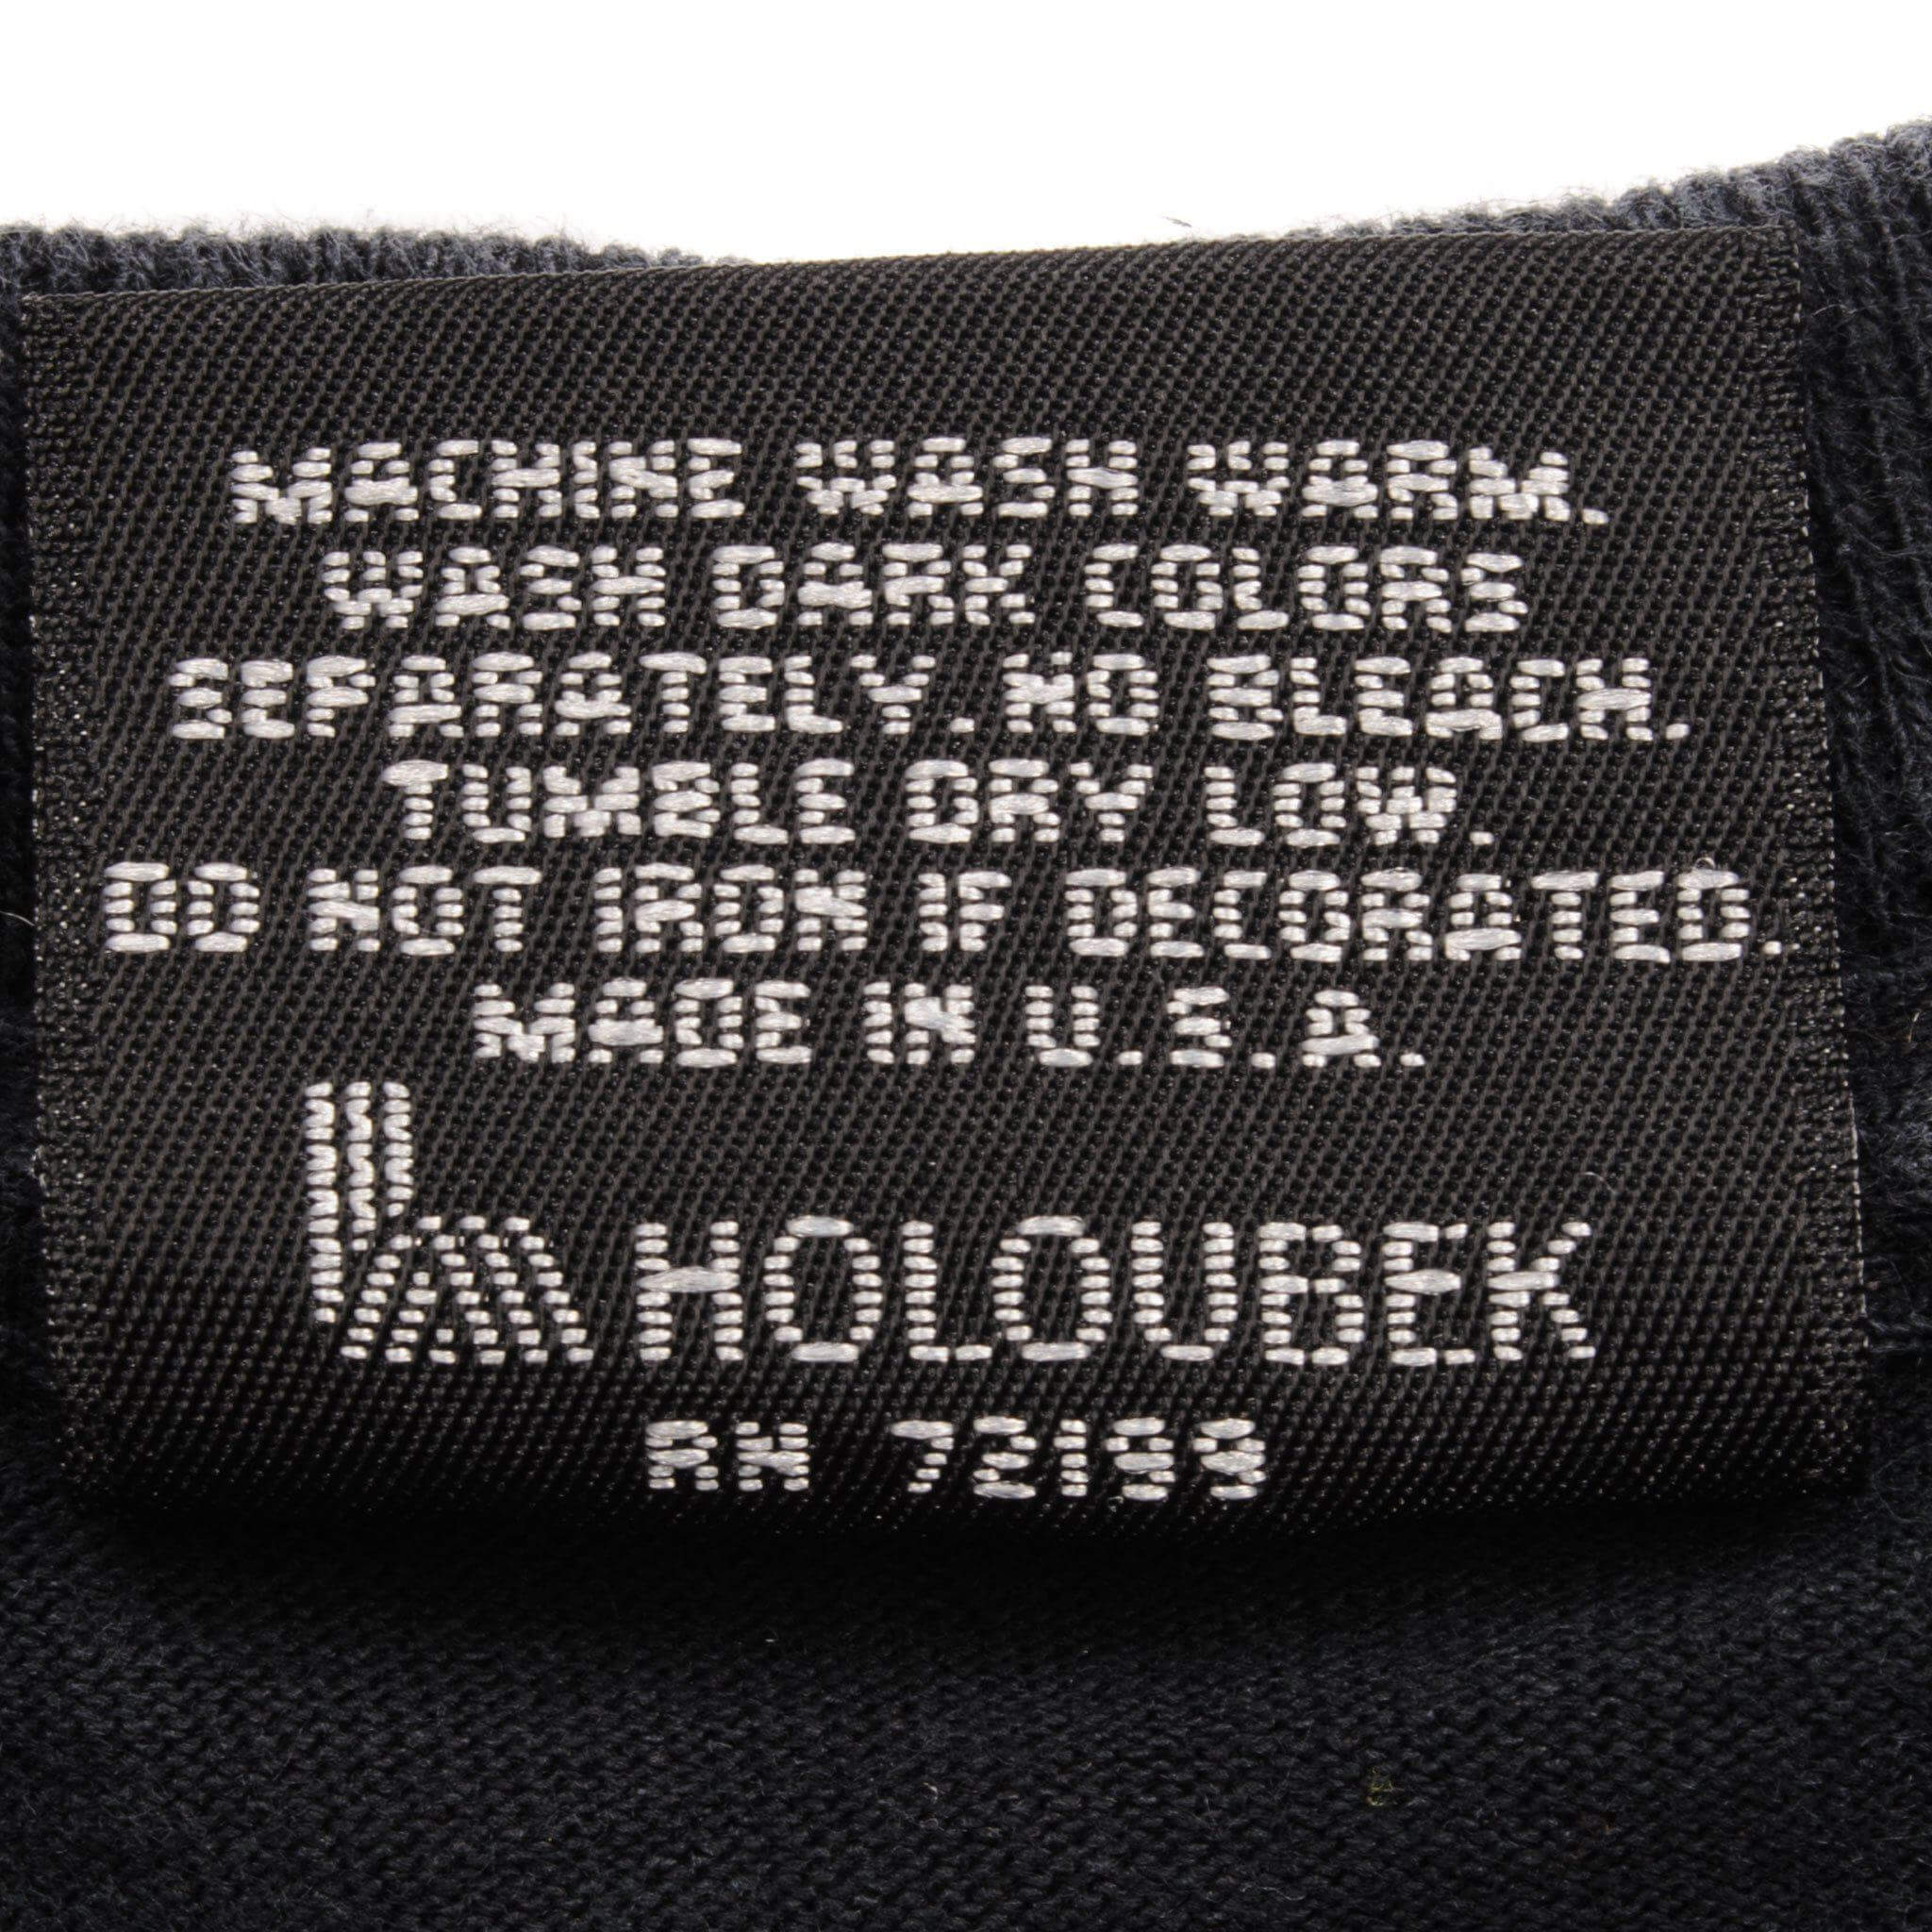 MACHINE WASH WARM.
WASH DARK COLORS
SEPARATELY. NO BLEACH.
TUMBLE DRY LOW.
DO NOT IRON IF DECORATED.
MADE IN U.S.A.
HOLOUBEK
RN 72199